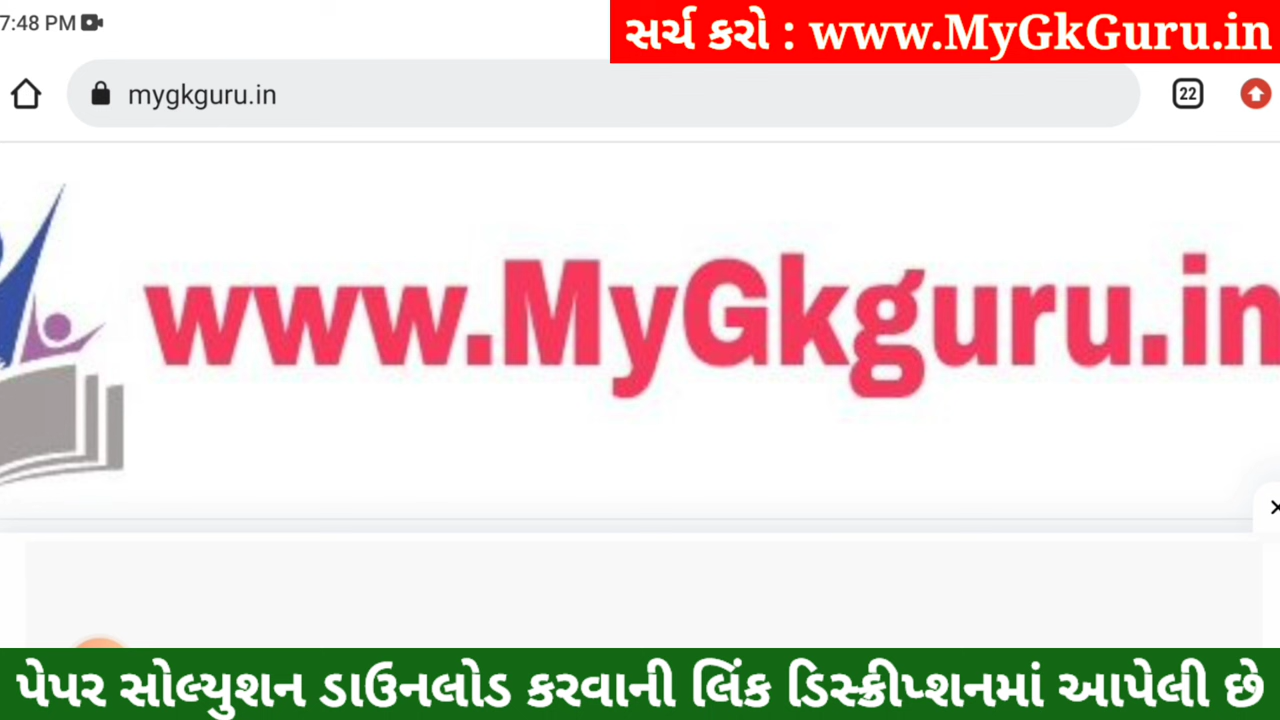 7:48 PM
સર્ચ કરો : www.MyGkGuru.in
mygkguru.in
22
www.MyGkguru.in
પેપર સોલ્યુશન ડાઉનલોડ કરવાની લિંક ડિસ્ક્રીપ્શનમાં આપેલી છે